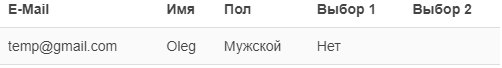 E-Mail Имя Пол Выбор 1 Выбор 2
temp@gmail.com Oleg Мужской Нет